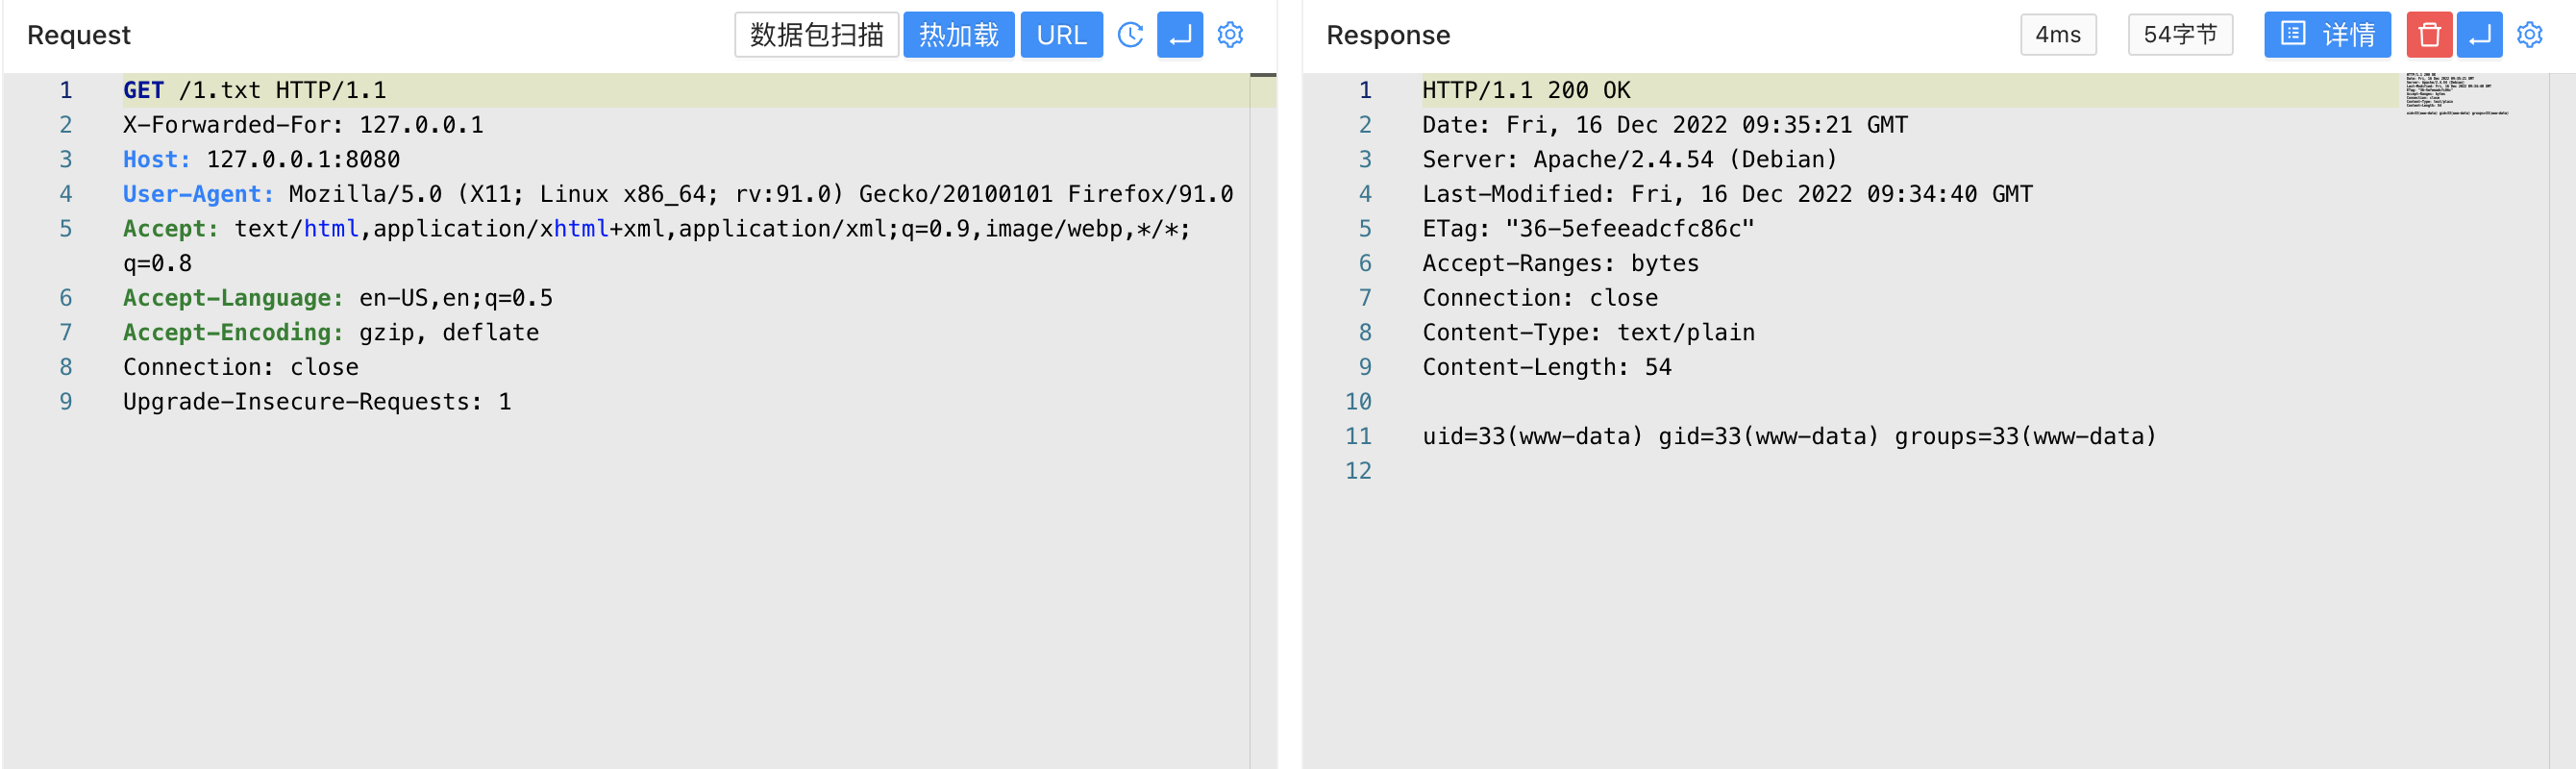 Request 数据包扫描 热加载 URL
1 GET /1.txt HTTP/1.1
2 X-Forwarded-For: 127.0.0.1
3 Host: 127.0.0.1:8080
4 User-Agent: Mozilla/5.0 (X11; Linux x86_64; rv:91.0) Gecko/20100101 Firefox/91.0
5 Accept: text/html,application/xhtml+xml,application/xml;q=0.9,image/webp,*/*;
q=0.8
6 Accept-Language: en-US,en;q=0.5
7 Accept-Encoding: gzip, deflate
8 Connection: close
9 Upgrade-Insecure-Requests: 1
Response 4ms 54字节 详情
1 HTTP/1.1 200 OK
2 Date: Fri, 16 Dec 2022 09:35:21 GMT
3 Server: Apache/2.4.54 (Debian)
4 Last-Modified: Fri, 16 Dec 2022 09:34:40 GMT
5 ETag: "36-5efeeadcfc86c"
6 Accept-Ranges: bytes
7 Connection: close
8 Content-Type: text/plain
9 Content-Length: 54
10
11 uid=33(www-data) gid=33(www-data) groups=33(www-data)
12